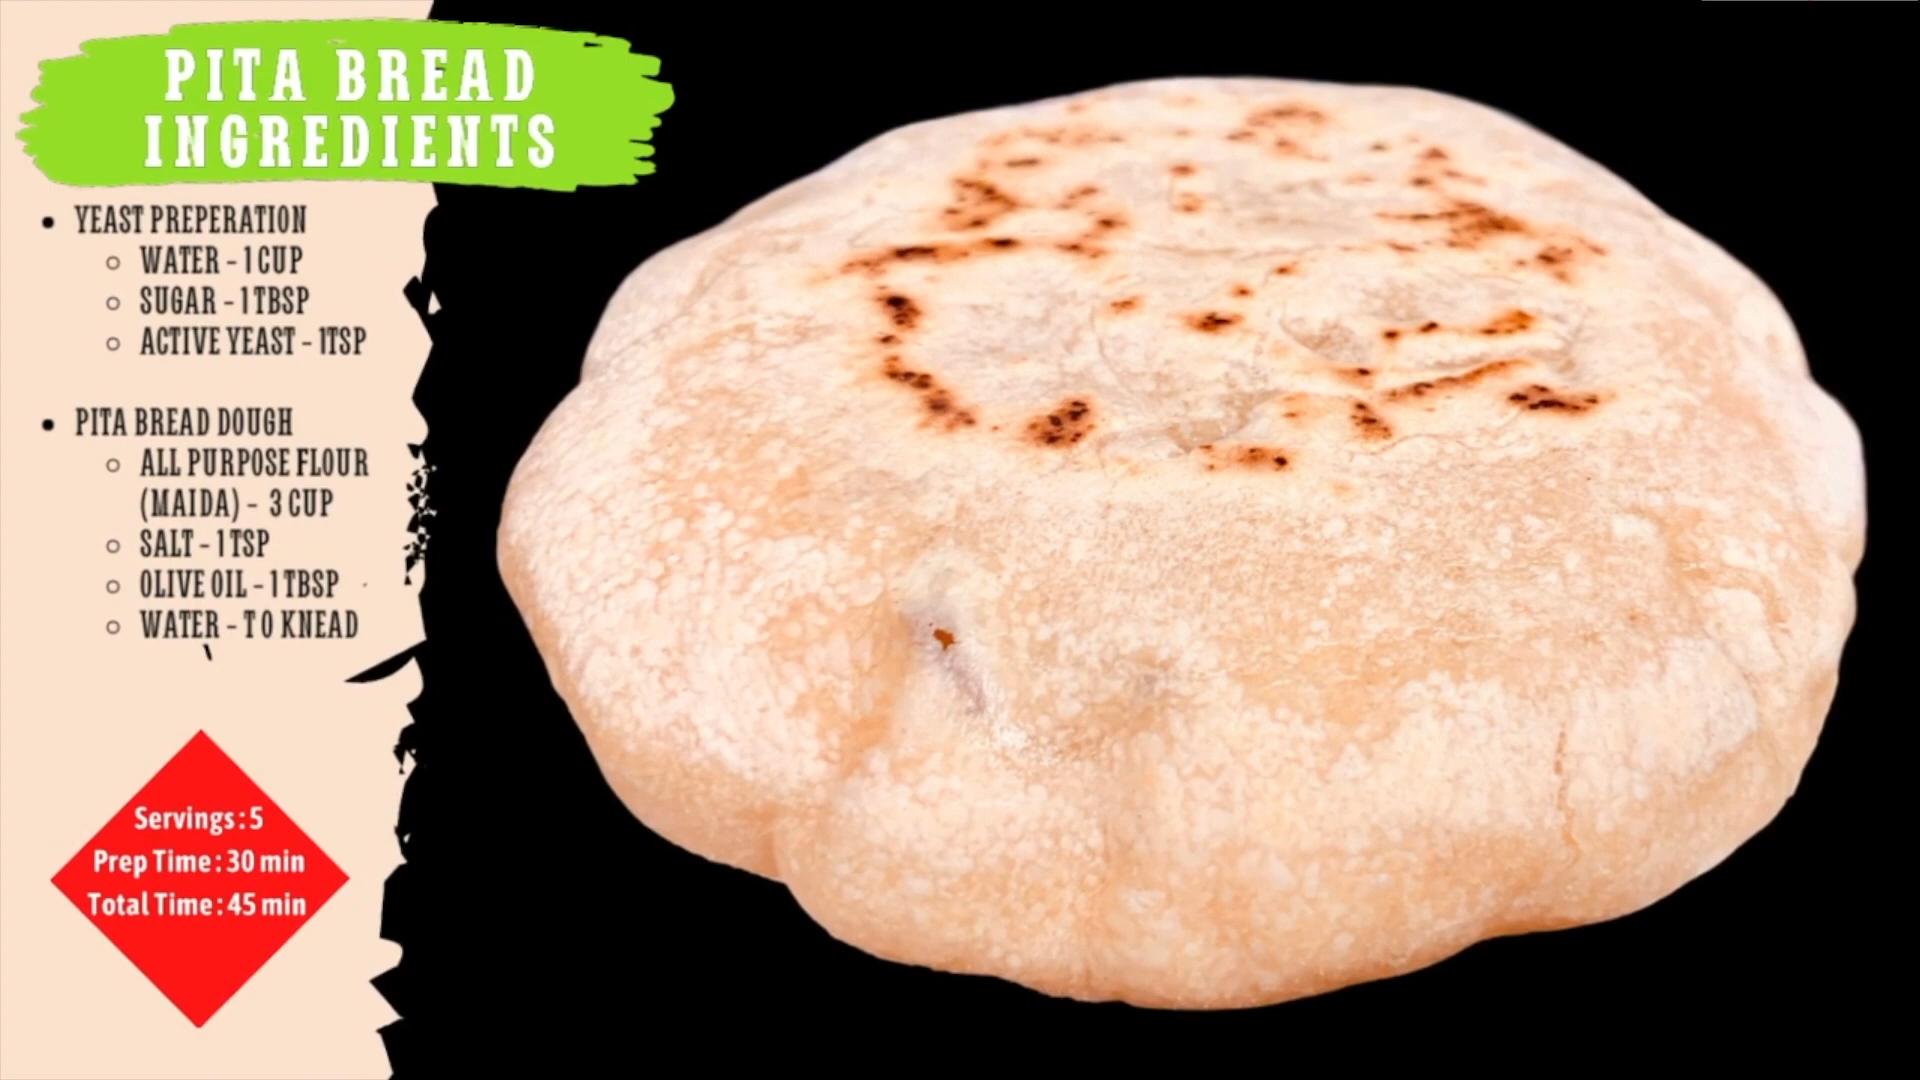 PITA BREAD
INGREDIENTS
• YEAST PREPERATION
○ WATER - 1 CUP
○ SUGAR - 1 TBSP
○ ACTIVE YEAST - 1TSP
• PITA BREAD DOUGH
○ ALL PURPOSE FLOUR
(MAIDA) - 3 CUP
○ SALT - 1 TSP
○ OLIVE OIL - 1 TBSP
○ WATER - TO KNEAD
Servings : 5
Prep Time : 30 min
Total Time : 45 min